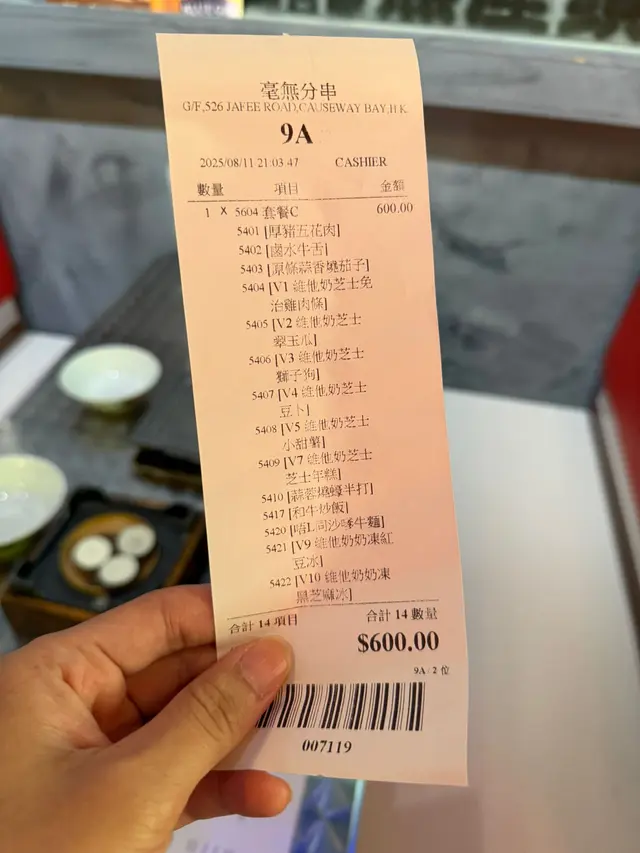 毫無分串
G/F,526 JAFEE ROAD,CAUSEWAY BAY,H.K.
9A
2025/08/11 21:03:47 CASHIER
數量 項目 金額
1 X 5604 套餐C 600.00
5401 [厚豬五花肉]
5402 [鹵水牛舌]
5403 [原條蒜香燒茄子]
5404 [V1 維他奶芝士免
治雞肉條]
5405 [V2 維他奶芝士
翠玉瓜]
5406 [V3 維他奶芝士
獅子狗]
5407 [V4 維他奶芝士
豆卜]
5408 [V5 維他奶芝士
小甜薯]
5409 [V7 維他奶芝士
芝士年糕]
5410 [蒜蓉燒蠔半打]
5417 [和牛炒飯]
5420 [唔L同沙嗲牛麵]
5421 [V9 維他奶奶凍紅
豆冰]
5422 [V10 維他奶奶凍
黑芝麻冰]
合計 14 項目 合計 14 數量
$600.00
9A / 2 位
007119